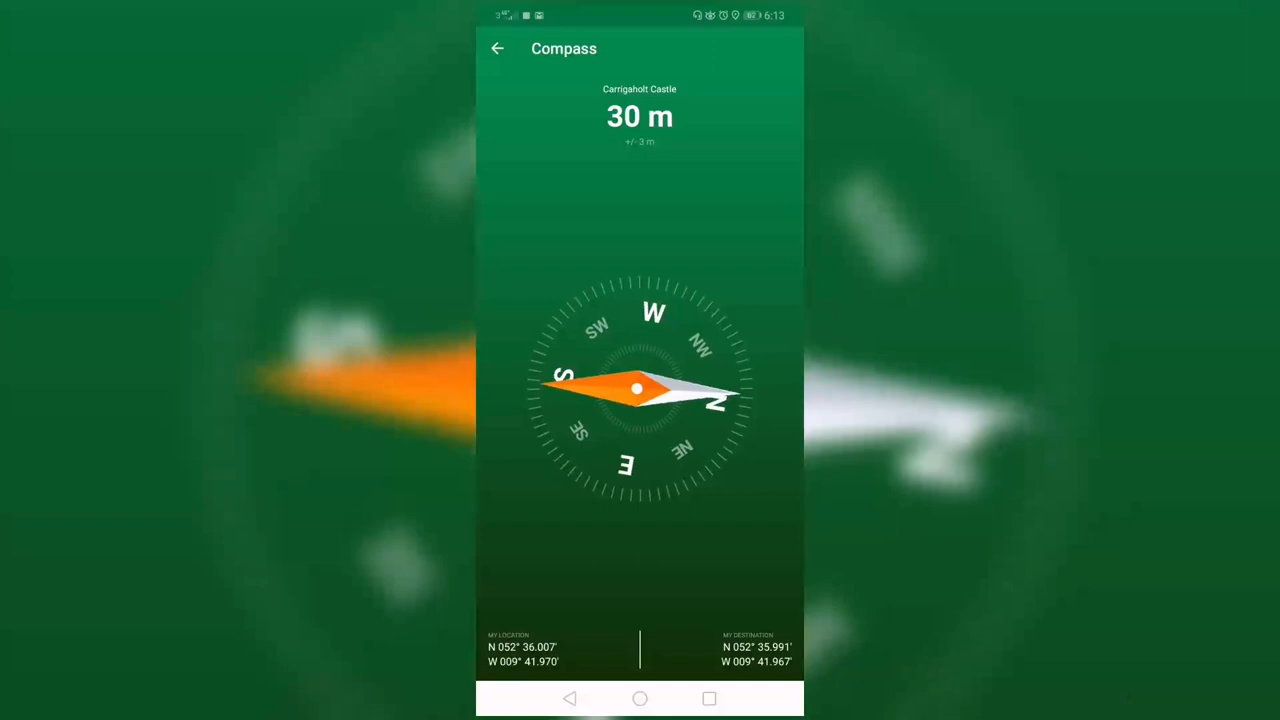 6:13
Compass
Carrigaholt Castle
30 m
+/- 3 m
W
SW
NW
S
N
SE
NE
E
MY LOCATION
N 052° 36.007'
W 009° 41.970'
MY DESTINATION
N 052° 35.991'
W 009° 41.967'